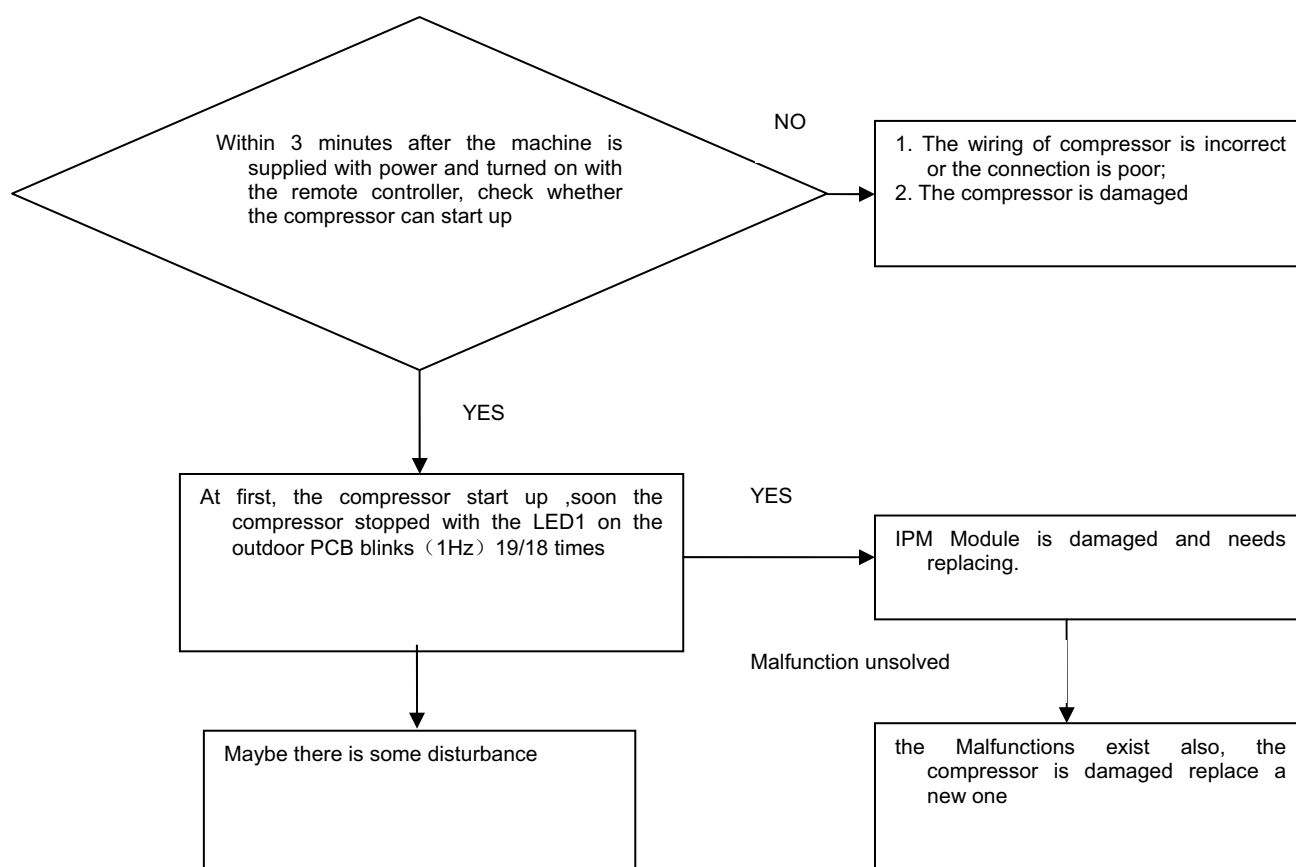 Within 3 minutes after the machine is
supplied with power and turned on with
the remote controller, check whether
the compressor can start up
NO
1. The wiring of compressor is incorrect
or the connection is poor;
2. The compressor is damaged
YES
At first, the compressor start up ,soon the
compressor stopped with the LED1 on the
outdoor PCB blinks（1Hz）19/18 times
YES
IPM Module is damaged and needs
replacing.
Malfunction unsolved
Maybe there is some disturbance
the Malfunctions exist also, the
compressor is damaged replace a
new one